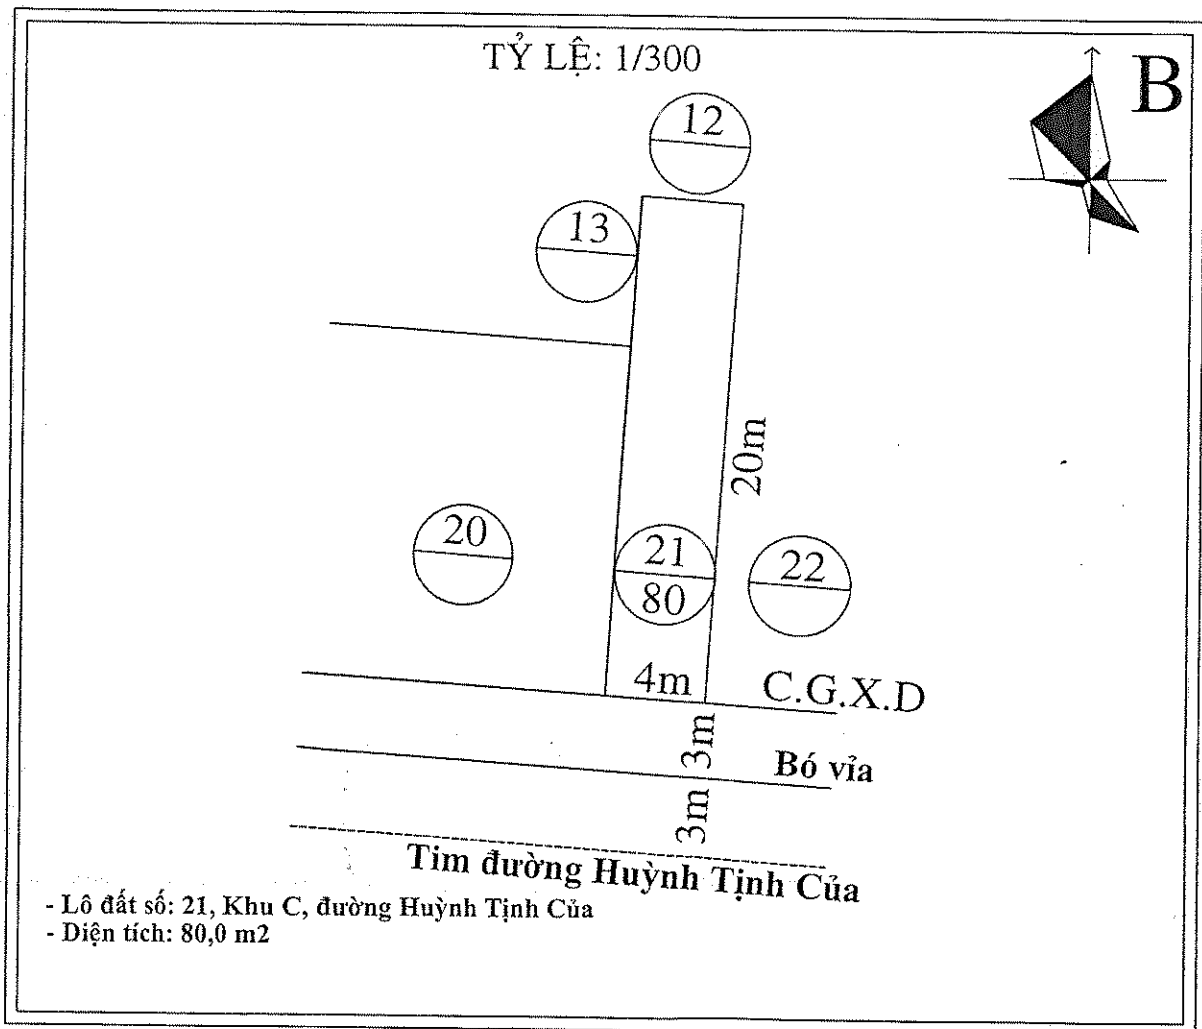 TỶ LỆ: 1/300
B
12
13
20m
20
21
80
22
4m
C.G.X.D
3m
Bó vỉa
3m
Tim đường Huỳnh Tịnh Của
- Lô đất số: 21, Khu C, đường Huỳnh Tịnh Của
- Diện tích: 80,0 m2